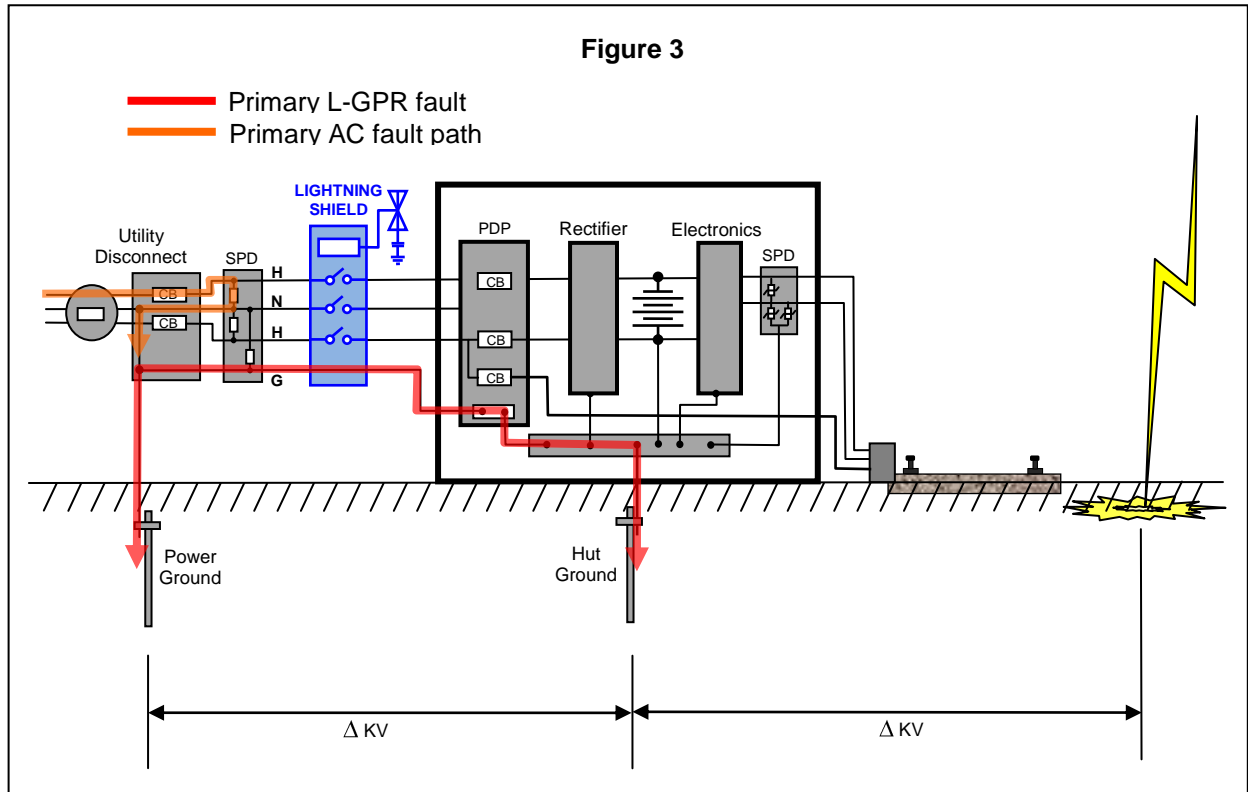 Figure 3
Primary L-GPR fault
Primary AC fault path
LIGHTNING
SHIELD
Utility
Disconnect
SPD
PDP
Rectifier
Electronics
SPD
H
N
H
G
CB
CB
CB
CB
CB
Power
Ground
Hut
Ground
Δ KV
Δ KV